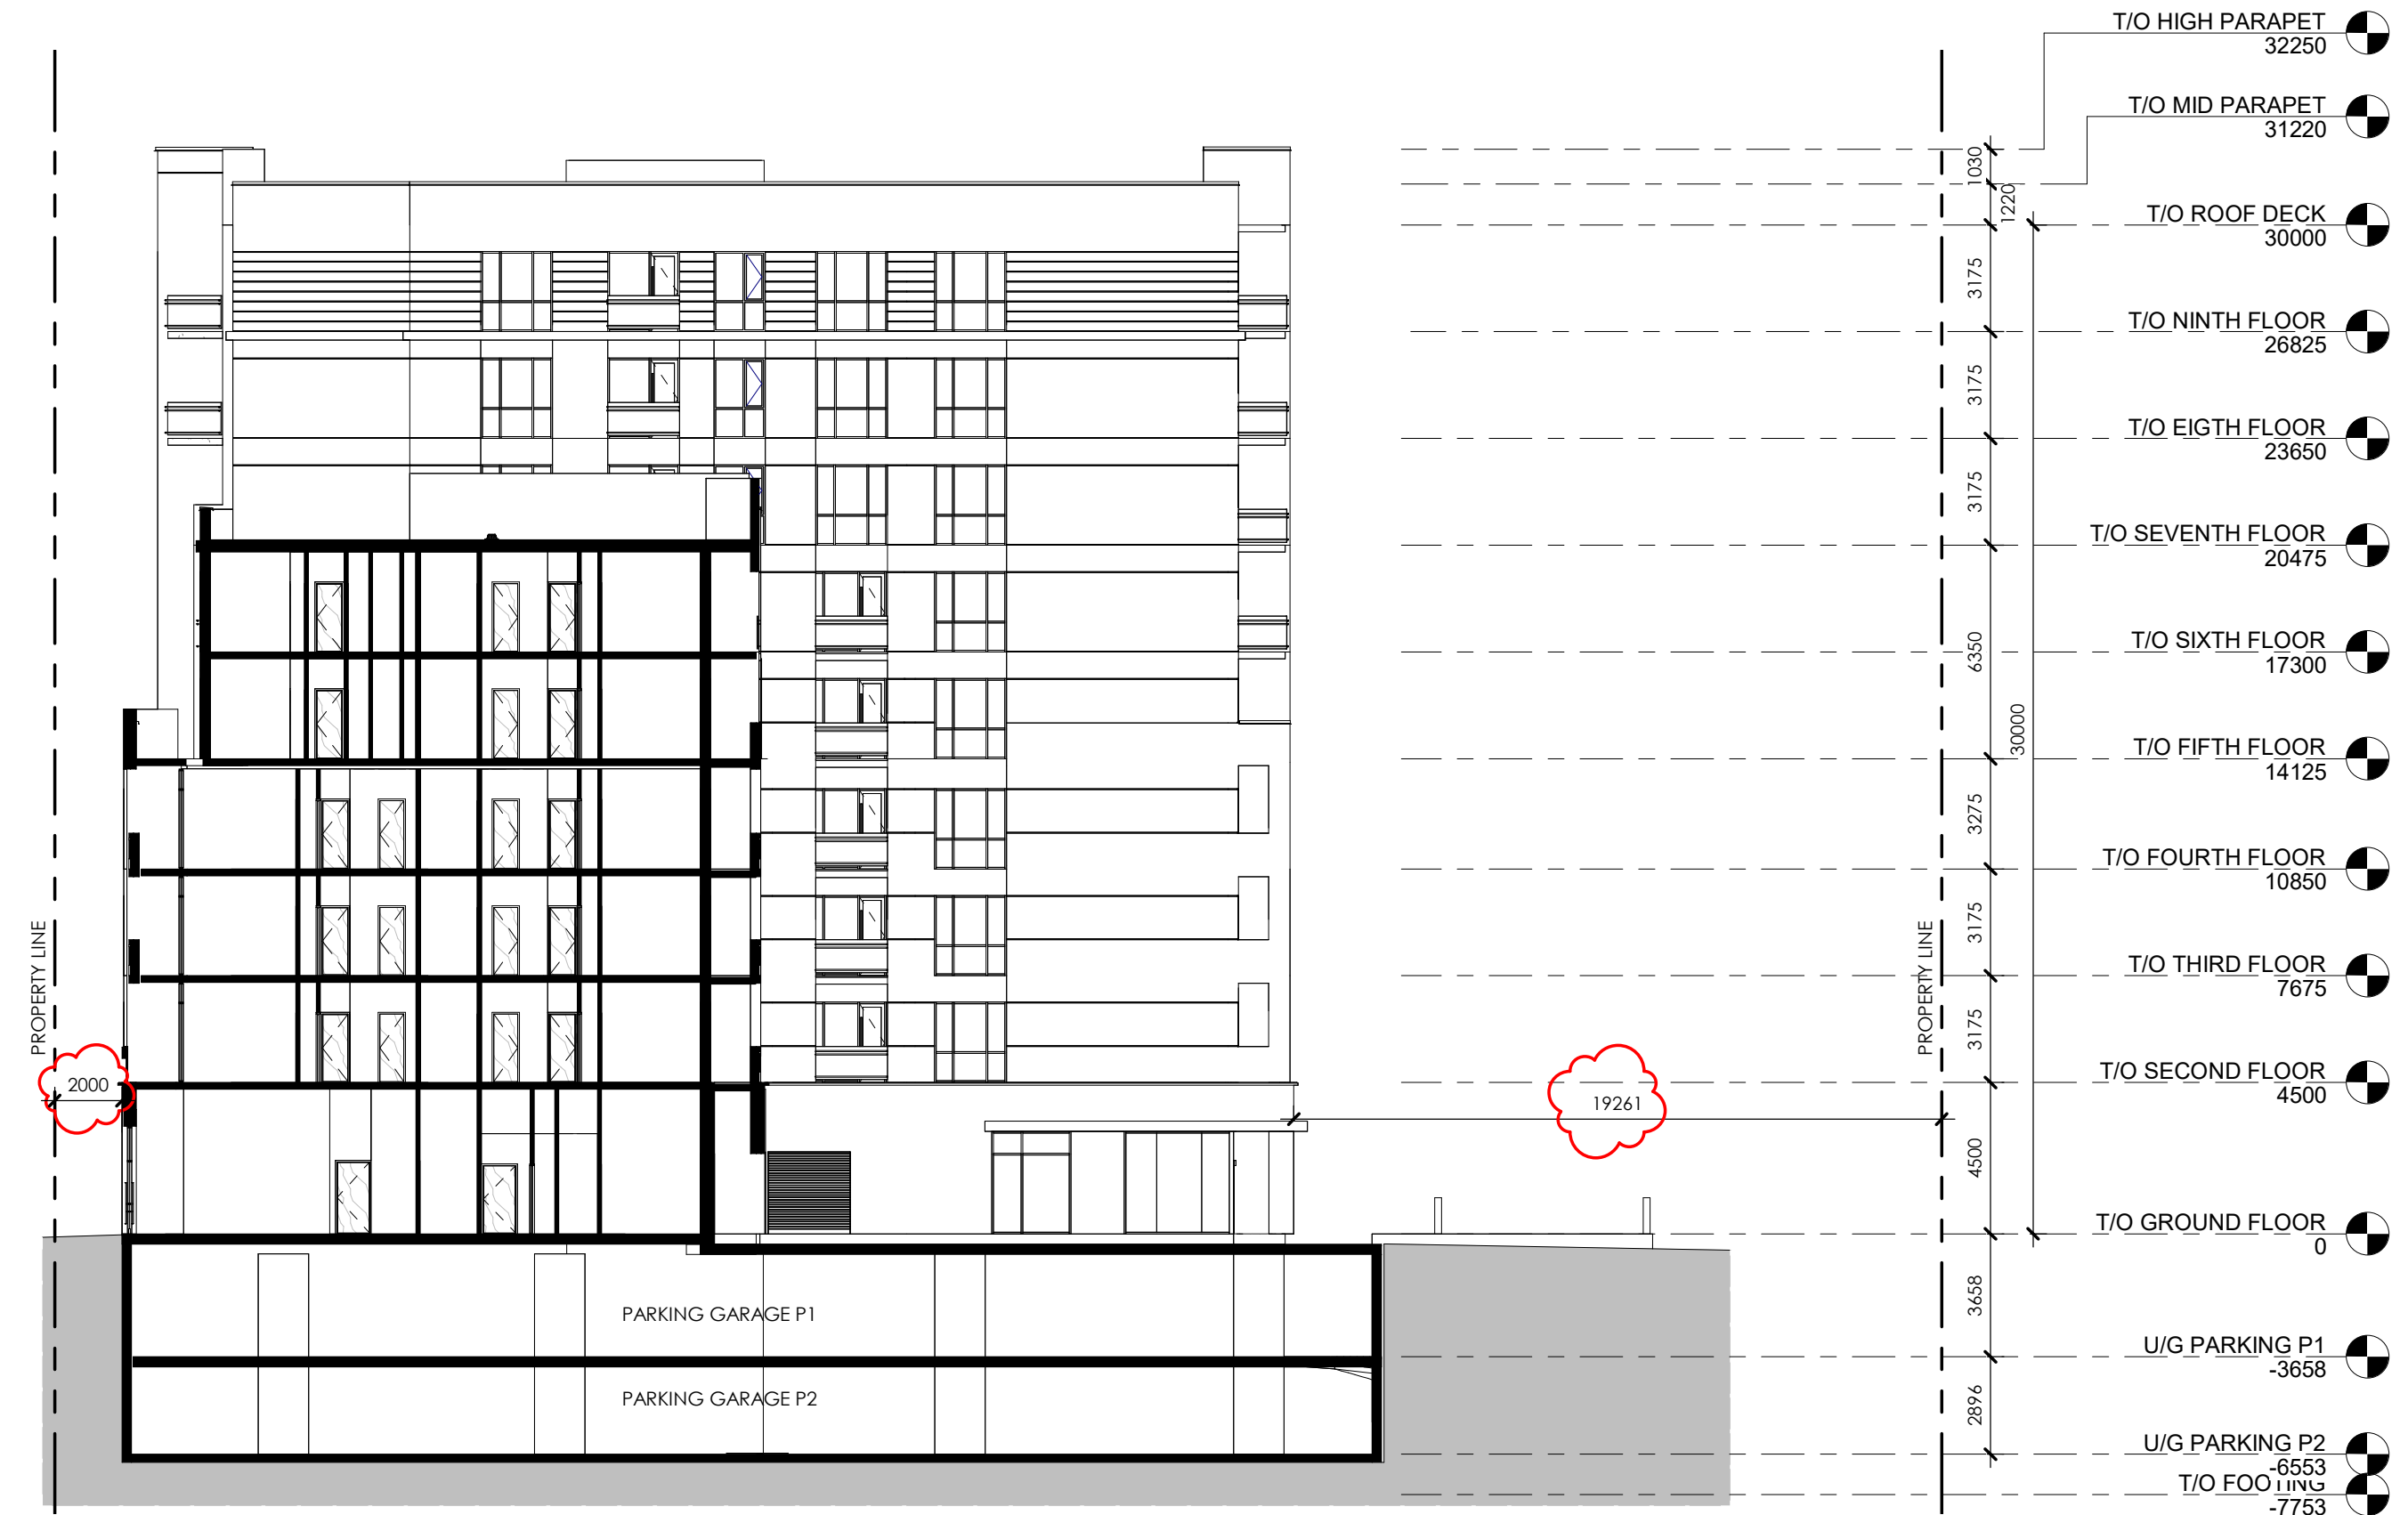 T/O HIGH PARAPET
32250
T/O MID PARAPET
31220
1030
1220
T/O ROOF DECK
30000
3175
T/O NINTH FLOOR
26825
3175
T/O EIGTH FLOOR
23650
3175
T/O SEVENTH FLOOR
20475
6350
T/O SIXTH FLOOR
17300
30000
T/O FIFTH FLOOR
14125
3275
T/O FOURTH FLOOR
10850
3175
T/O THIRD FLOOR
7675
PROPERTY LINE
PROPERTY LINE
3175
T/O SECOND FLOOR
4500
2000
19261
4500
T/O GROUND FLOOR
0
3658
PARKING GARAGE P1
U/G PARKING P1
-3658
PARKING GARAGE P2
2896
U/G PARKING P2
-6553
T/O FOOTING
-7753